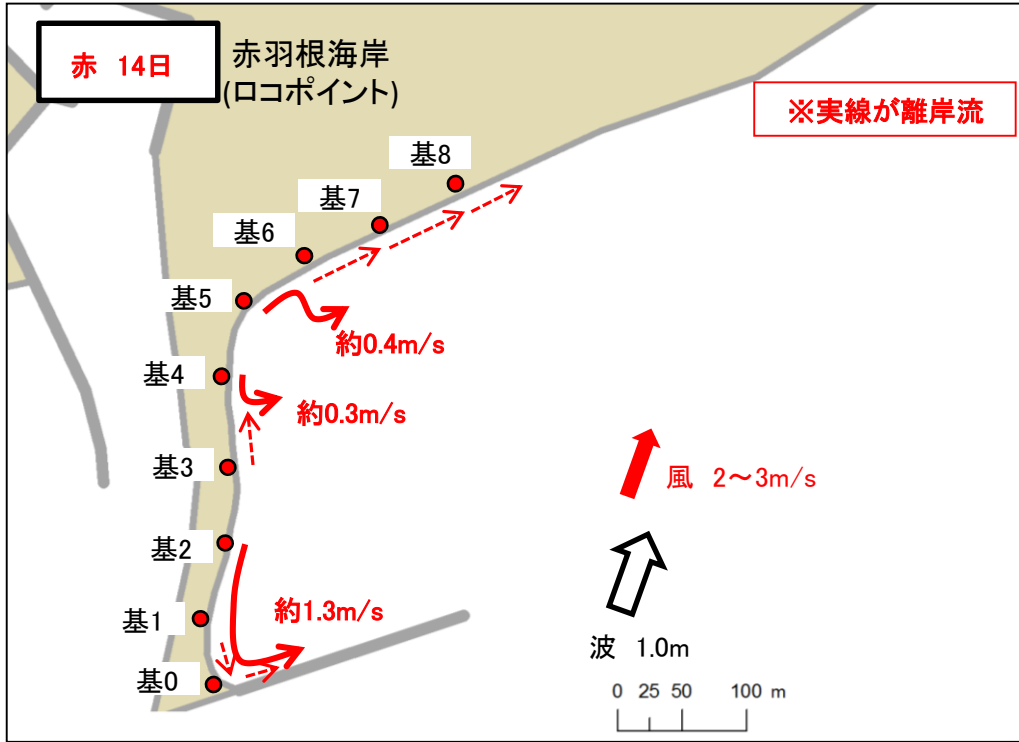 赤 14日
赤羽根海岸
(ロコポイント)
※実線が離岸流
基8
基7
基6
基5
約0.4m/s
基4
約0.3m/s
基3
風 2～3m/s
基2
基1
約1.3m/s
波 1.0m
基0
0 25 50 100 m